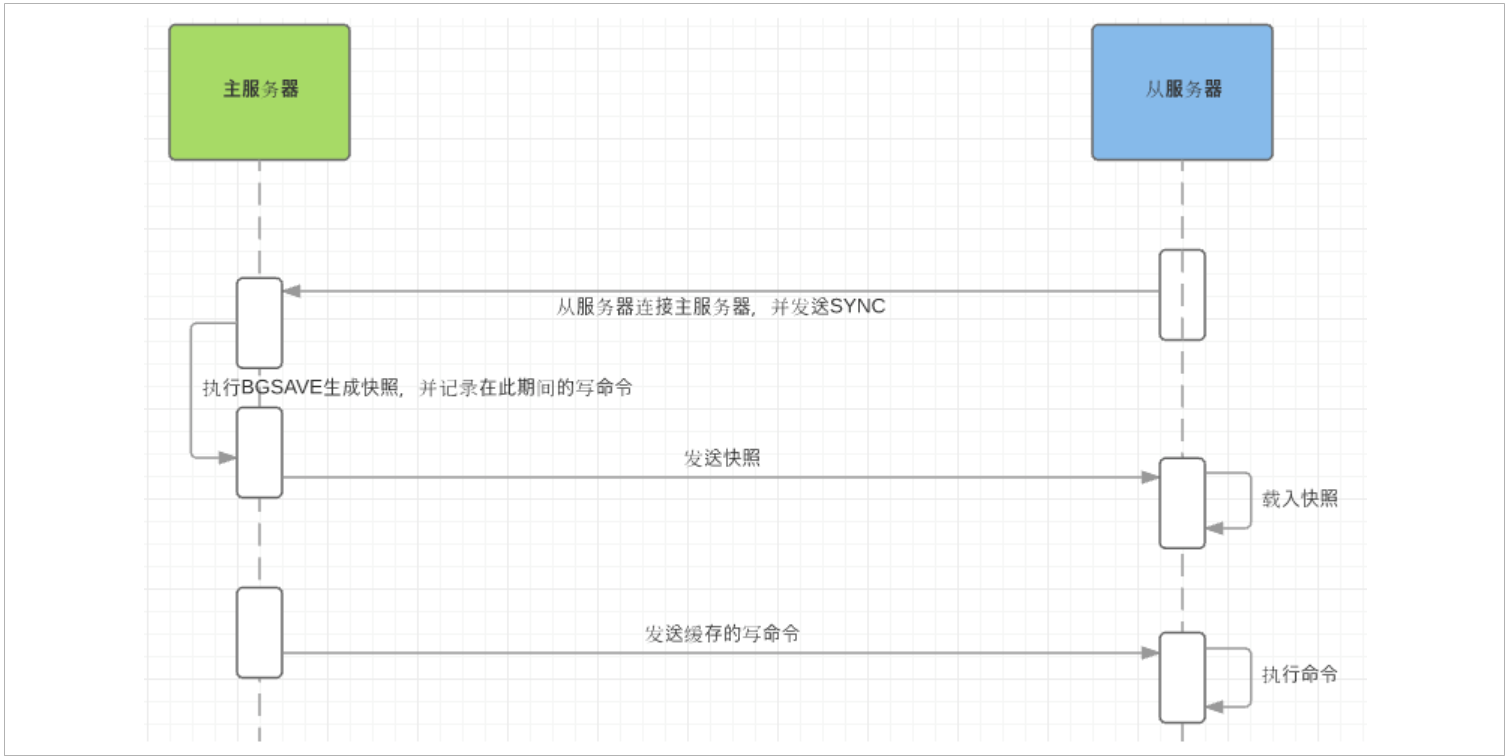 主服务器
从服务器
从服务器连接主服务器，并发送SYNC
执行BGSAVE生成快照，并记录在此期间的写命令
发送快照
载入快照
发送缓存的写命令
执行命令